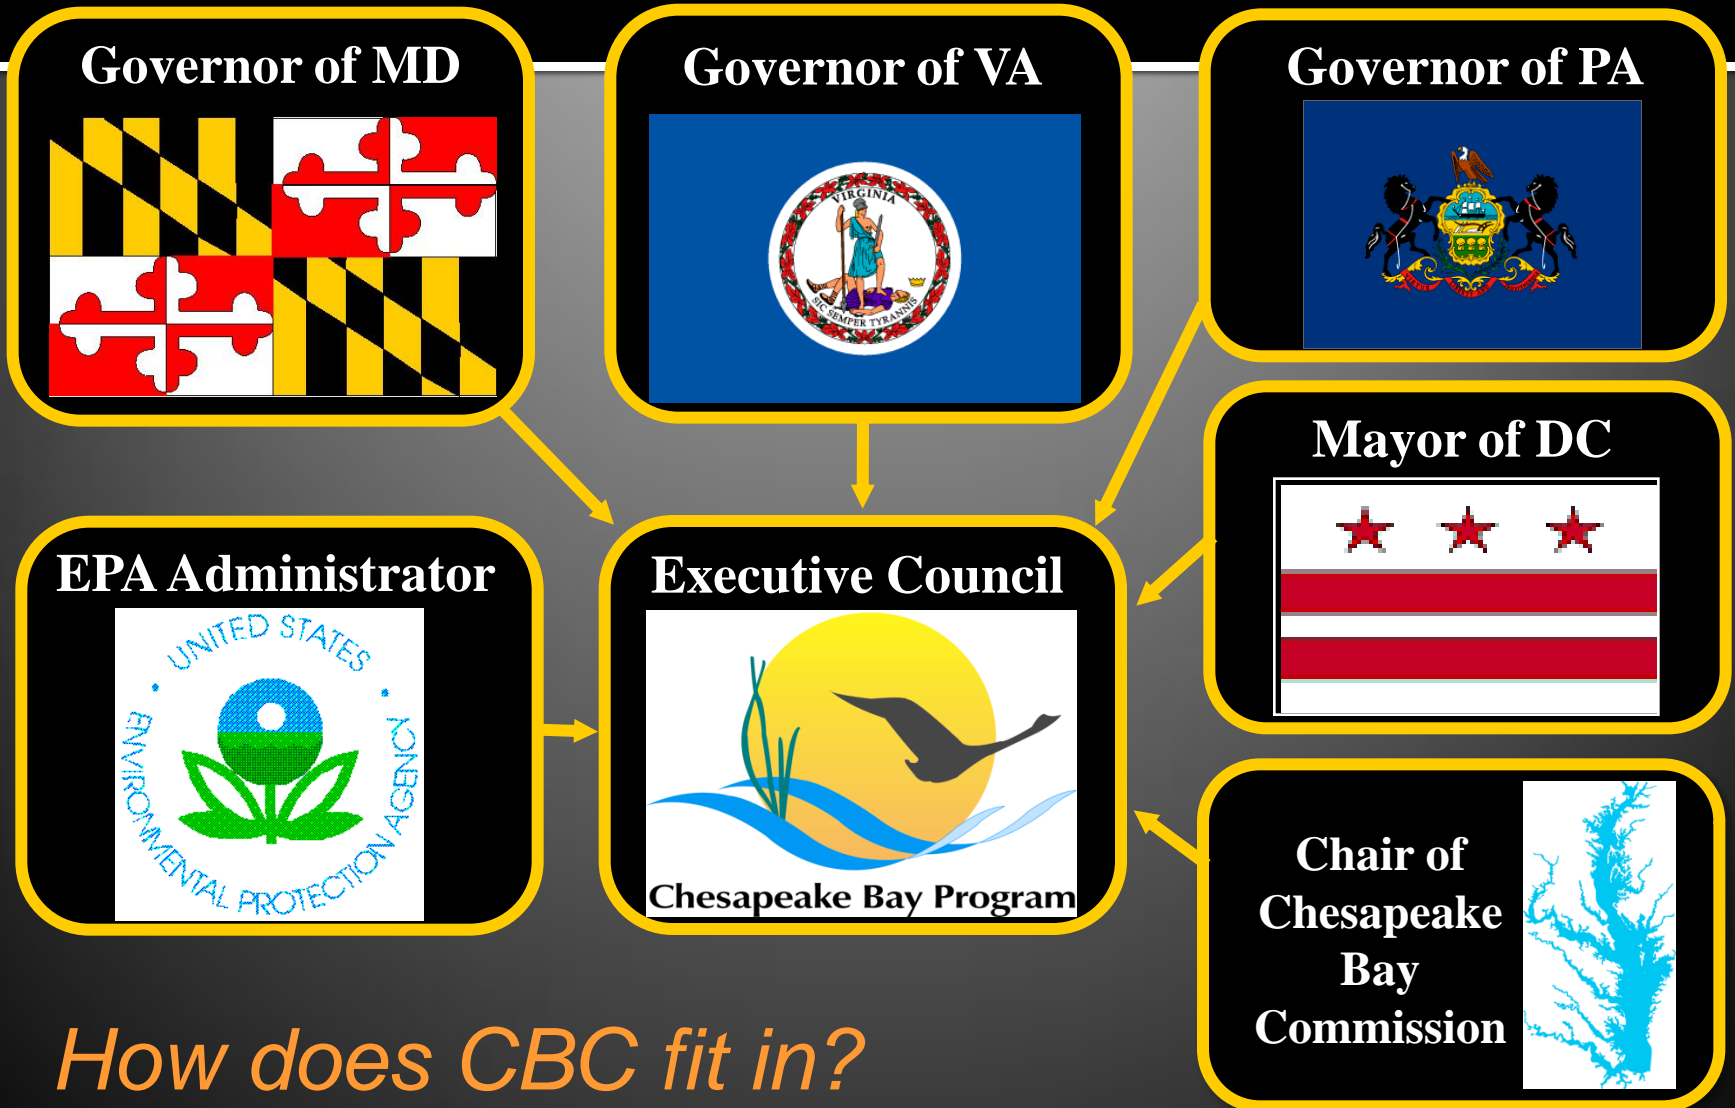 Governor of MD
Governor of VA
VIRGINIA
SIC SEMPER TYRANNIS
Governor of PA
Mayor of DC
EPA Administrator
UNITED STATES
ENVIRONMENTAL PROTECTION AGENCY
Executive Council
Chesapeake Bay Program
Chair of
Chesapeake
Bay
Commission
How does CBC fit in?